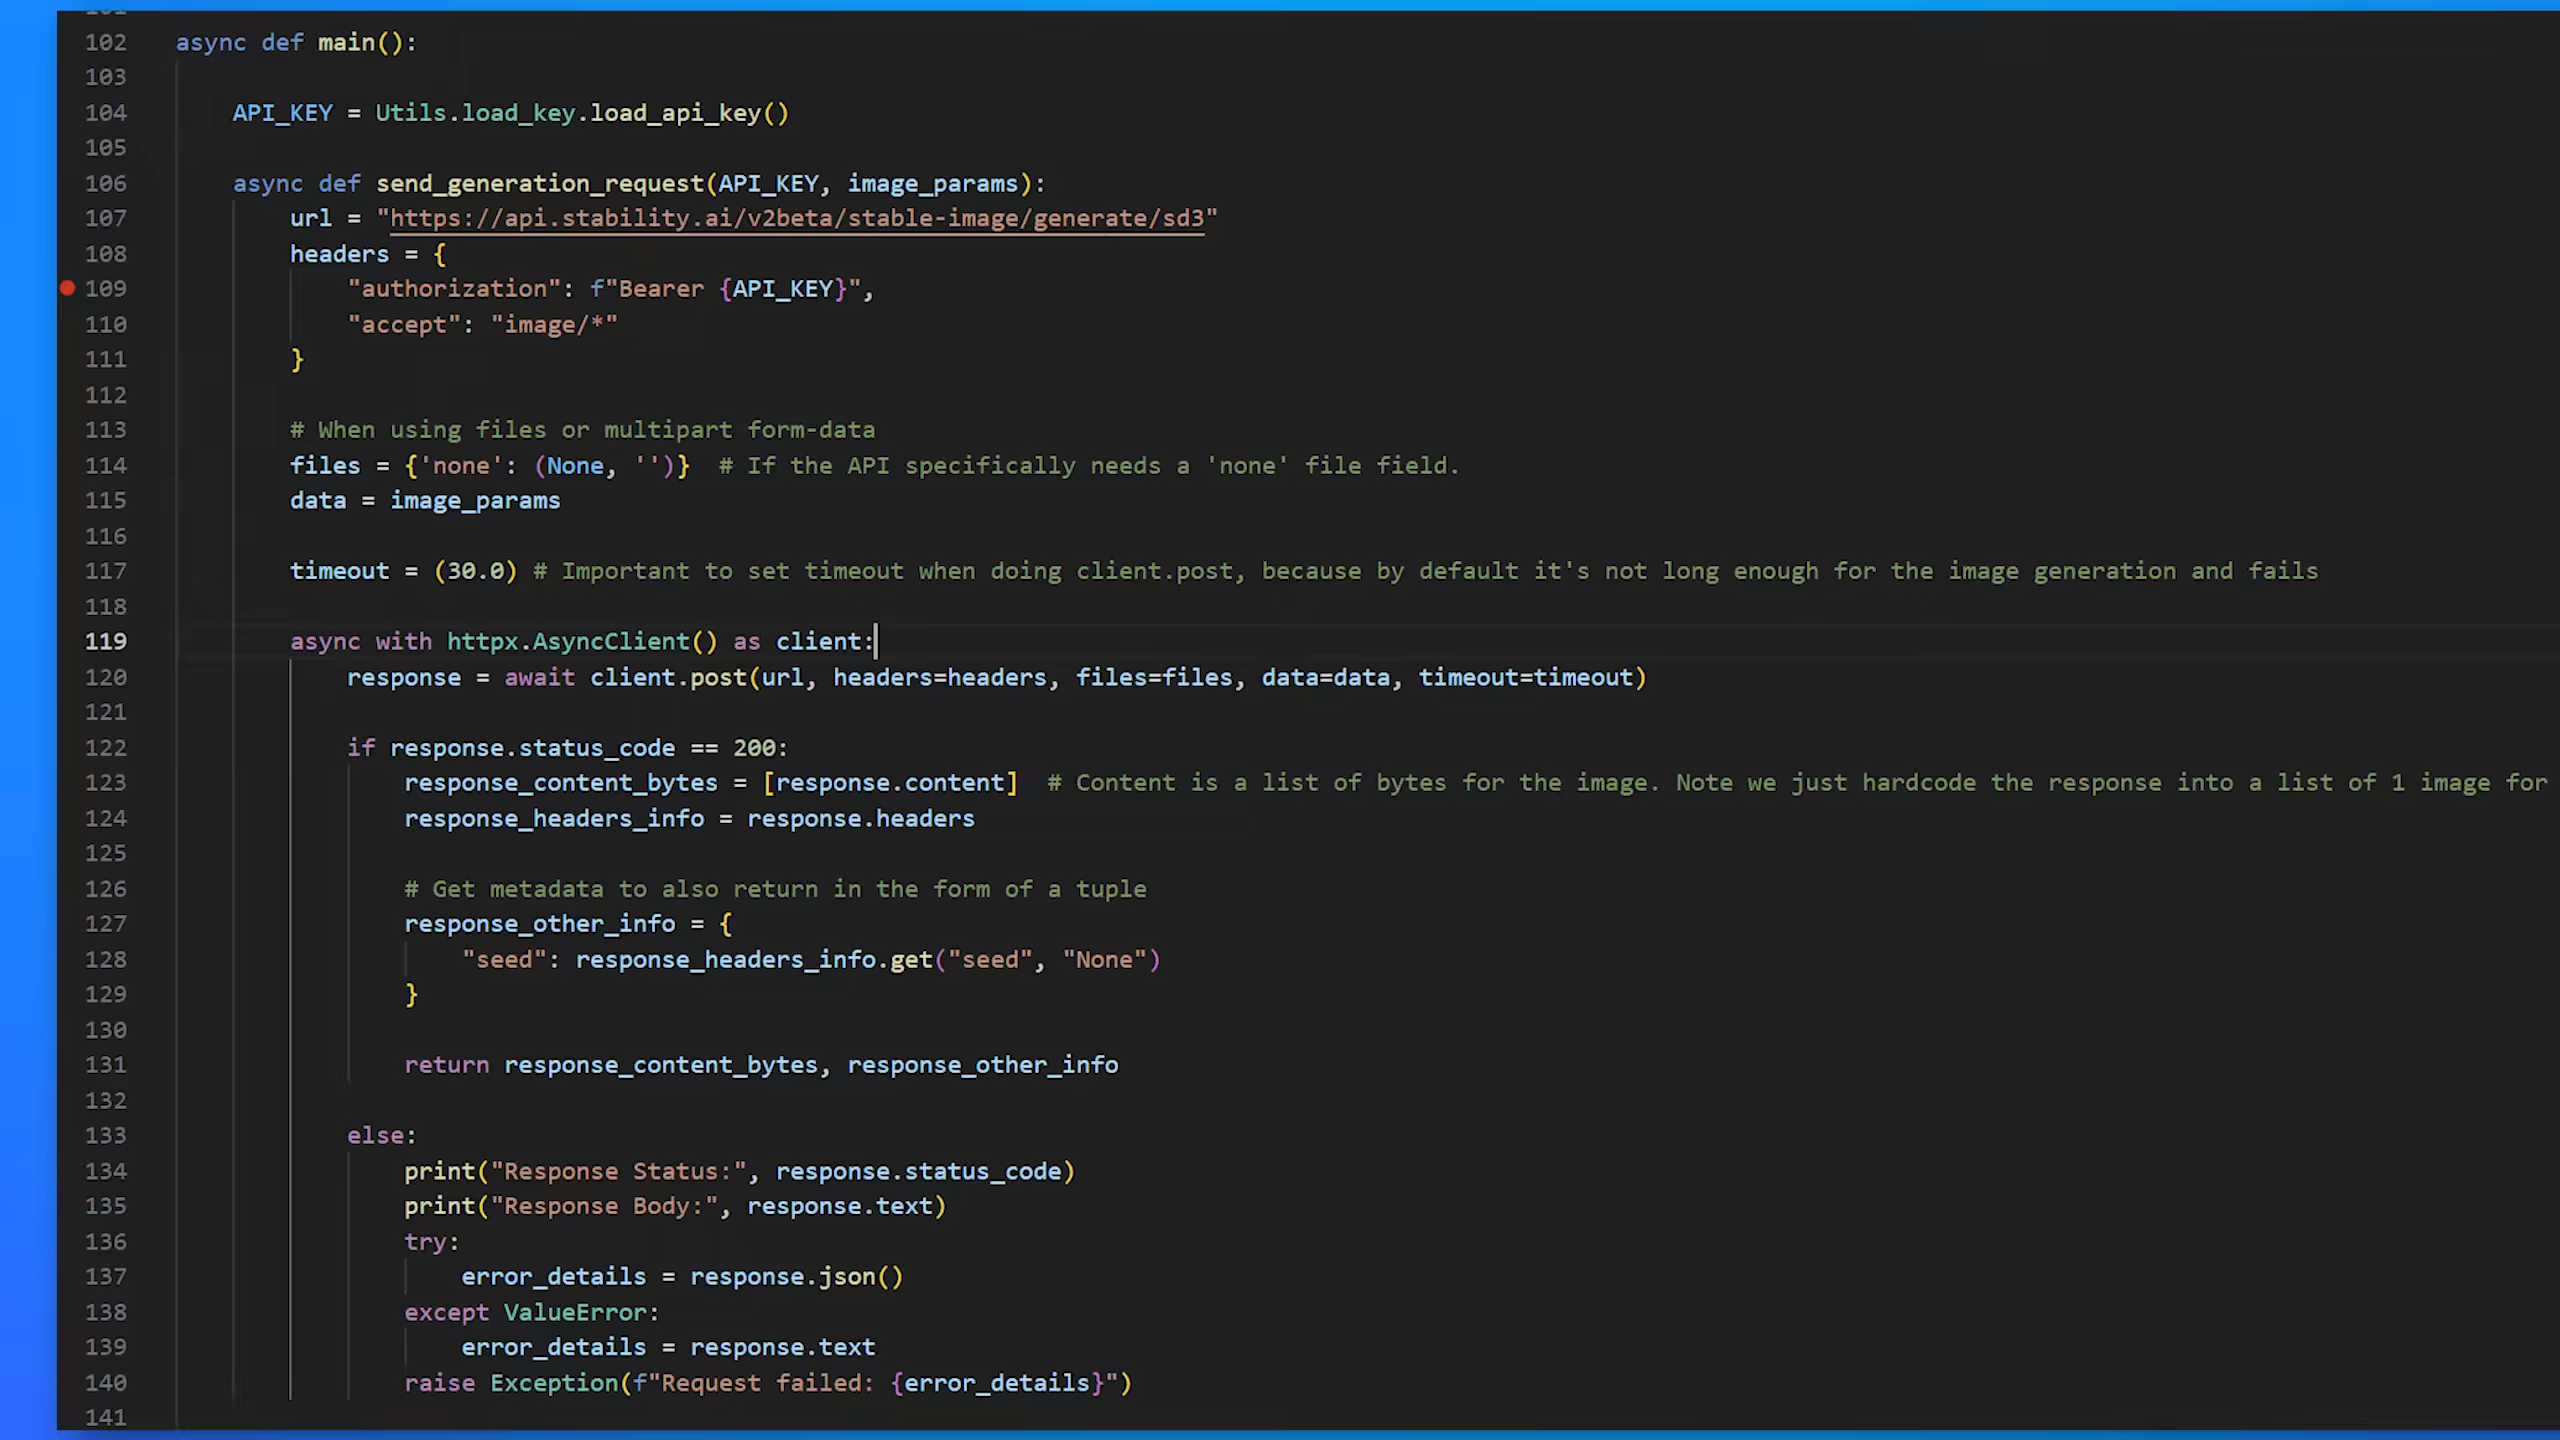 102 async def main():
103
104 API_KEY = Utils.load_key.load_api_key()
105
106 async def send_generation_request(API_KEY, image_params):
107 url = "https://api.stability.ai/v2beta/stable-image/generate/sd3"
108 headers = {
109 "authorization": f"Bearer {API_KEY}",
110 "accept": "image/*"
111 }
112
113 # When using files or multipart form-data
114 files = {'none': (None, '')}  # If the API specifically needs a 'none' file field.
115 data = image_params
116
117 timeout = (30.0) # Important to set timeout when doing client.post, because by default it's not long enough for the image generation and fails
118
119 async with httpx.AsyncClient() as client:
120 response = await client.post(url, headers=headers, files=files, data=data, timeout=timeout)
121
122 if response.status_code == 200:
123 response_content_bytes = [response.content]  # Content is a list of bytes for the image. Note we just hardcode the response into a list of 1 image for
124 response_headers_info = response.headers
125
126 # Get metadata to also return in the form of a tuple
127 response_other_info = {
128 "seed": response_headers_info.get("seed", "None")
129 }
130
131 return response_content_bytes, response_other_info
132
133 else:
134 print("Response Status:", response.status_code)
135 print("Response Body:", response.text)
136 try:
137 error_details = response.json()
138 except ValueError:
139 error_details = response.text
140 raise Exception(f"Request failed: {error_details}")
141